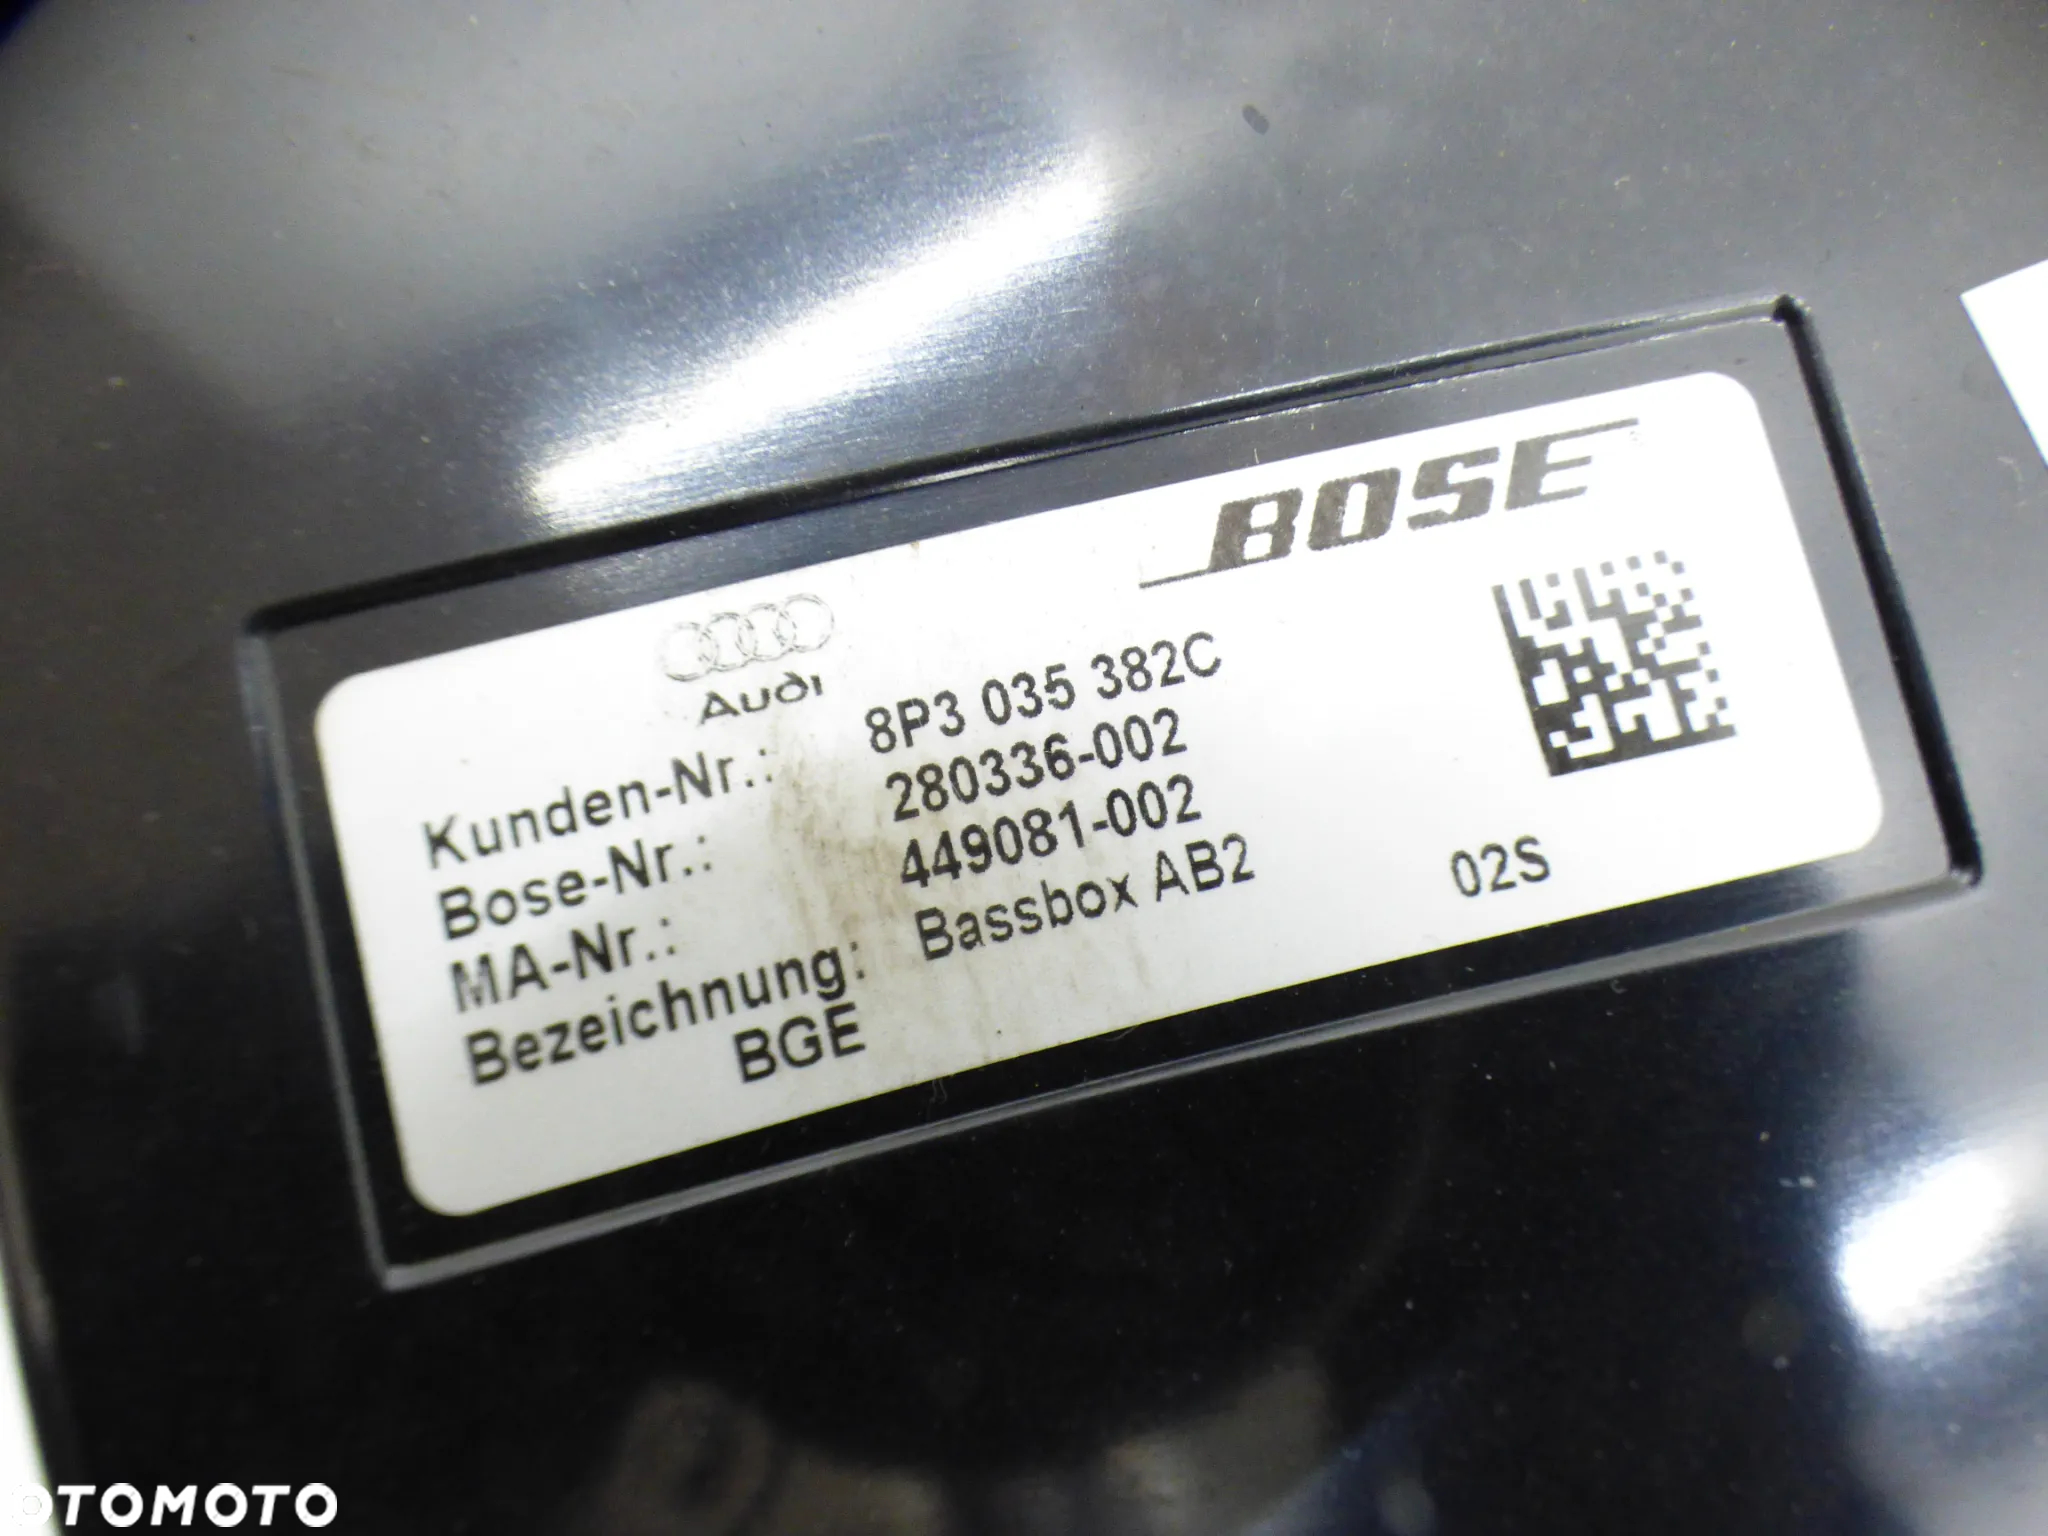 BOSE
Audi
Kunden-Nr.: 8P3 035 382C
Bose-Nr.: 280336-002
MA-Nr.: 449081-002
Bezeichnung: Bassbox AB2 02S
BGE
OTOMOTO